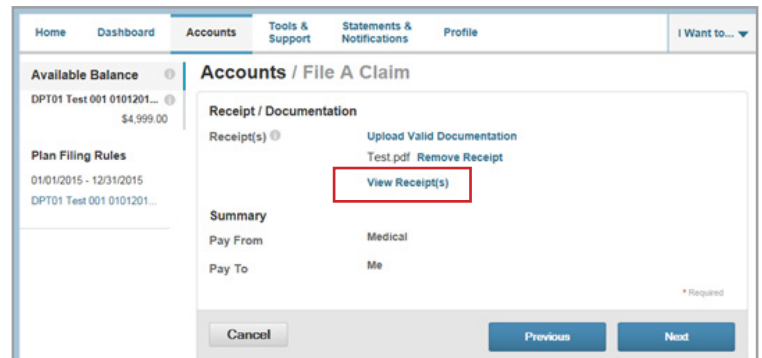 Home Dashboard Accounts Tools & Support Statements & Notifications Profile I Want to...
Available Balance
DPT01 Test 001 0101201...
$4,999.00
Plan Filing Rules
01/01/2015 - 12/31/2015
DPT01 Test 001 0101201...
Accounts / File A Claim
Receipt / Documentation
Receipt(s) Upload Valid Documentation
Test.pdf Remove Receipt
View Receipt(s)
Summary
Pay From Medical
Pay To Me
* Required
Cancel Previous Next